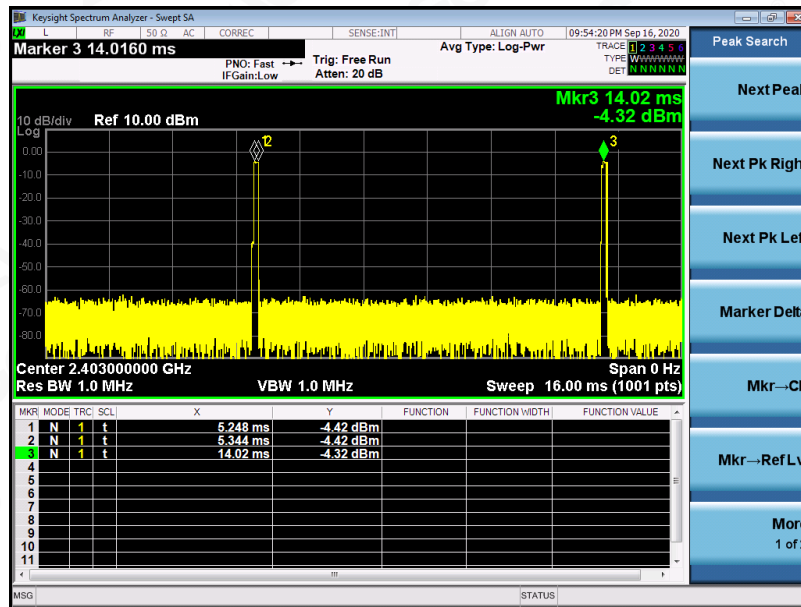 Keysight Spectrum Analyzer - Swept SA
L RF 50 Ω AC CORREC SENSE:INT ALIGN AUTO 09:54:20 PM Sep 16, 2020
Marker 3 14.0160 ms
PNO: Fast
IFGain:Low
Trig: Free Run
Atten: 20 dB
Avg Type: Log-Pwr
TRACE 1 2 3 4 5 6
TYPE W
DET N N N N N N
Mkr3 14.02 ms
-4.32 dBm
10 dB/div Ref 10.00 dBm
Log
0.00
-10.0
-20.0
-30.0
-40.0
-50.0
-60.0
-70.0
-80.0
1 2
3
Center 2.403000000 GHz Span 0 Hz
Res BW 1.0 MHz VBW 1.0 MHz Sweep 16.00 ms (1001 pts)
MKR MODE TRC SCL X Y FUNCTION FUNCTION WIDTH FUNCTION VALUE
1 N 1 t 5.248 ms -4.42 dBm
2 N 1 t 5.344 ms -4.42 dBm
3 N 1 t 14.02 ms -4.32 dBm
4
5
6
7
8
9
10
11
MSG STATUS
Peak Search
Next Peak
Next Pk Righ
Next Pk Lef
Marker Delt
Mkr→C
Mkr→Ref Lv
Mor
1 of